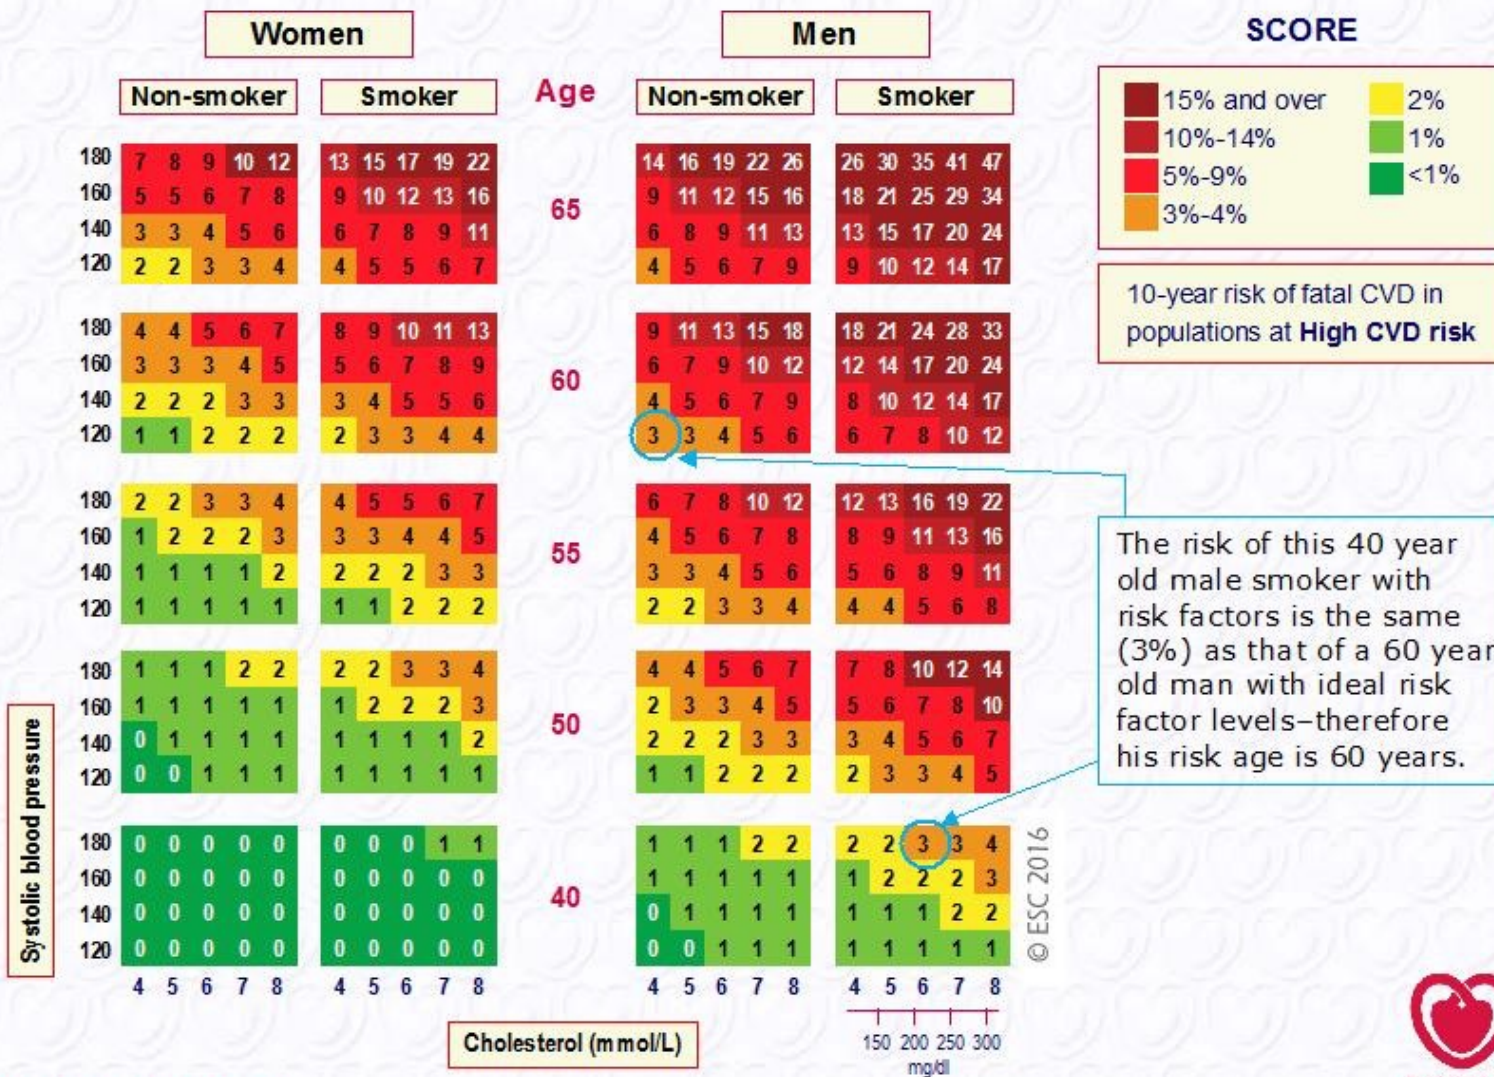 Women Men SCORE
Non-smoker Smoker Age Non-smoker Smoker
15% and over 2%
10%-14% 1%
5%-9% <1%
3%-4%
10-year risk of fatal CVD in
populations at High CVD risk
180 7 8 9 10 12 13 15 17 19 22 14 16 19 22 26 26 30 35 41 47
160 5 5 6 7 8 9 10 12 13 16 9 11 12 15 16 18 21 25 29 34
65
140 3 3 4 5 6 6 7 8 9 11 6 8 9 11 13 13 15 17 20 24
120 2 2 3 3 4 4 5 5 6 7 4 5 6 7 9 9 10 12 14 17
180 4 4 5 6 7 8 9 10 11 13 9 11 13 15 18 18 21 24 28 33
160 3 3 3 4 5 5 6 7 8 9 6 7 9 10 12 12 14 17 20 24
60
140 2 2 2 3 3 3 4 5 5 6 4 5 6 7 9 8 10 12 14 17
120 1 1 2 2 2 2 3 3 4 4 3 3 4 5 6 6 7 8 10 12
180 2 2 3 3 4 4 5 5 6 7 6 7 8 10 12 12 13 16 19 22
160 1 2 2 2 3 3 3 4 4 5 4 5 6 7 8 8 9 11 13 16
55
140 1 1 1 1 2 2 2 2 3 3 3 3 4 5 6 5 6 8 9 11
120 1 1 1 1 1 1 1 2 2 2 2 2 3 3 4 4 4 5 6 8
180 1 1 1 2 2 2 2 3 3 4 4 4 5 6 7 7 8 10 12 14
160 1 1 1 1 1 1 2 2 2 3 2 3 3 4 5 5 6 7 8 10
50
140 0 1 1 1 1 1 1 1 1 2 2 2 2 3 3 3 4 5 6 7
120 0 0 1 1 1 1 1 1 1 1 1 1 2 2 2 2 3 3 4 5
180 0 0 0 0 0 0 0 0 1 1 1 1 1 2 2 2 2 3 3 4
160 0 0 0 0 0 0 0 0 0 0 1 1 1 1 1 1 2 2 2 3
40
140 0 0 0 0 0 0 0 0 0 0 0 1 1 1 1 1 1 1 2 2
120 0 0 0 0 0 0 0 0 0 0 0 0 1 1 1 1 1 1 1 1
4 5 6 7 8 4 5 6 7 8 4 5 6 7 8 4 5 6 7 8
150 200 250 300
mg/dl
Systolic blood pressure
Cholesterol (mmol/L)
The risk of this 40 year
old male smoker with
risk factors is the same
(3%) as that of a 60 year
old man with ideal risk
factor levels–therefore
his risk age is 60 years.
© ESC 2016